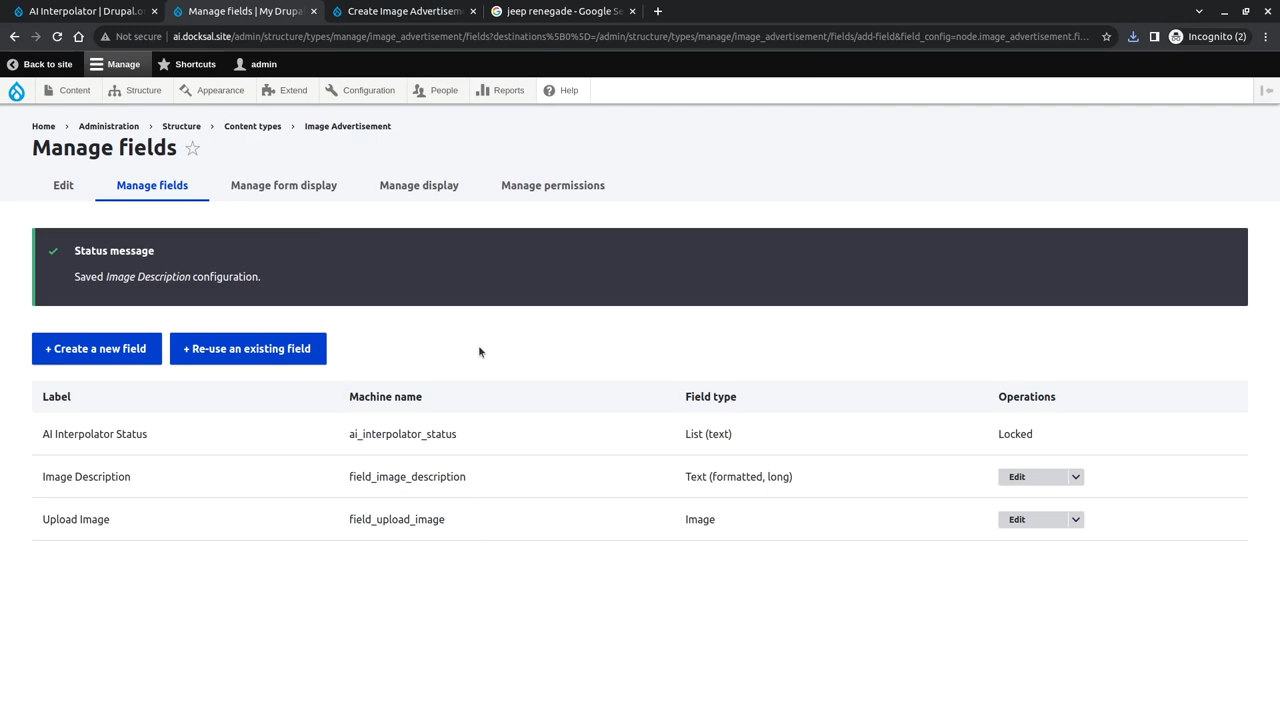 AI Interpolator | Drupal.or
Manage fields | My Drupa
Create Image Advertisem
jeep renegade - Google Se
Not secure
ai.docksal.site/admin/structure/types/manage/image_advertisement/fields?destinations%5B0%5D=/admin/structure/types/manage/image_advertisement/fields/add-field&field_config=node.image_advertisement.fi...
Incognito (2)
Back to site
Manage
Shortcuts
admin
Content
Structure
Appearance
Extend
Configuration
People
Reports
Help
Home › Administration › Structure › Content types › Image Advertisement
Manage fields
Edit
Manage fields
Manage form display
Manage display
Manage permissions
Status message
Saved Image Description configuration.
+ Create a new field
+ Re-use an existing field
Label Machine name Field type Operations
AI Interpolator Status ai_interpolator_status List (text) Locked
Image Description field_image_description Text (formatted, long) Edit
Upload Image field_upload_image Image Edit